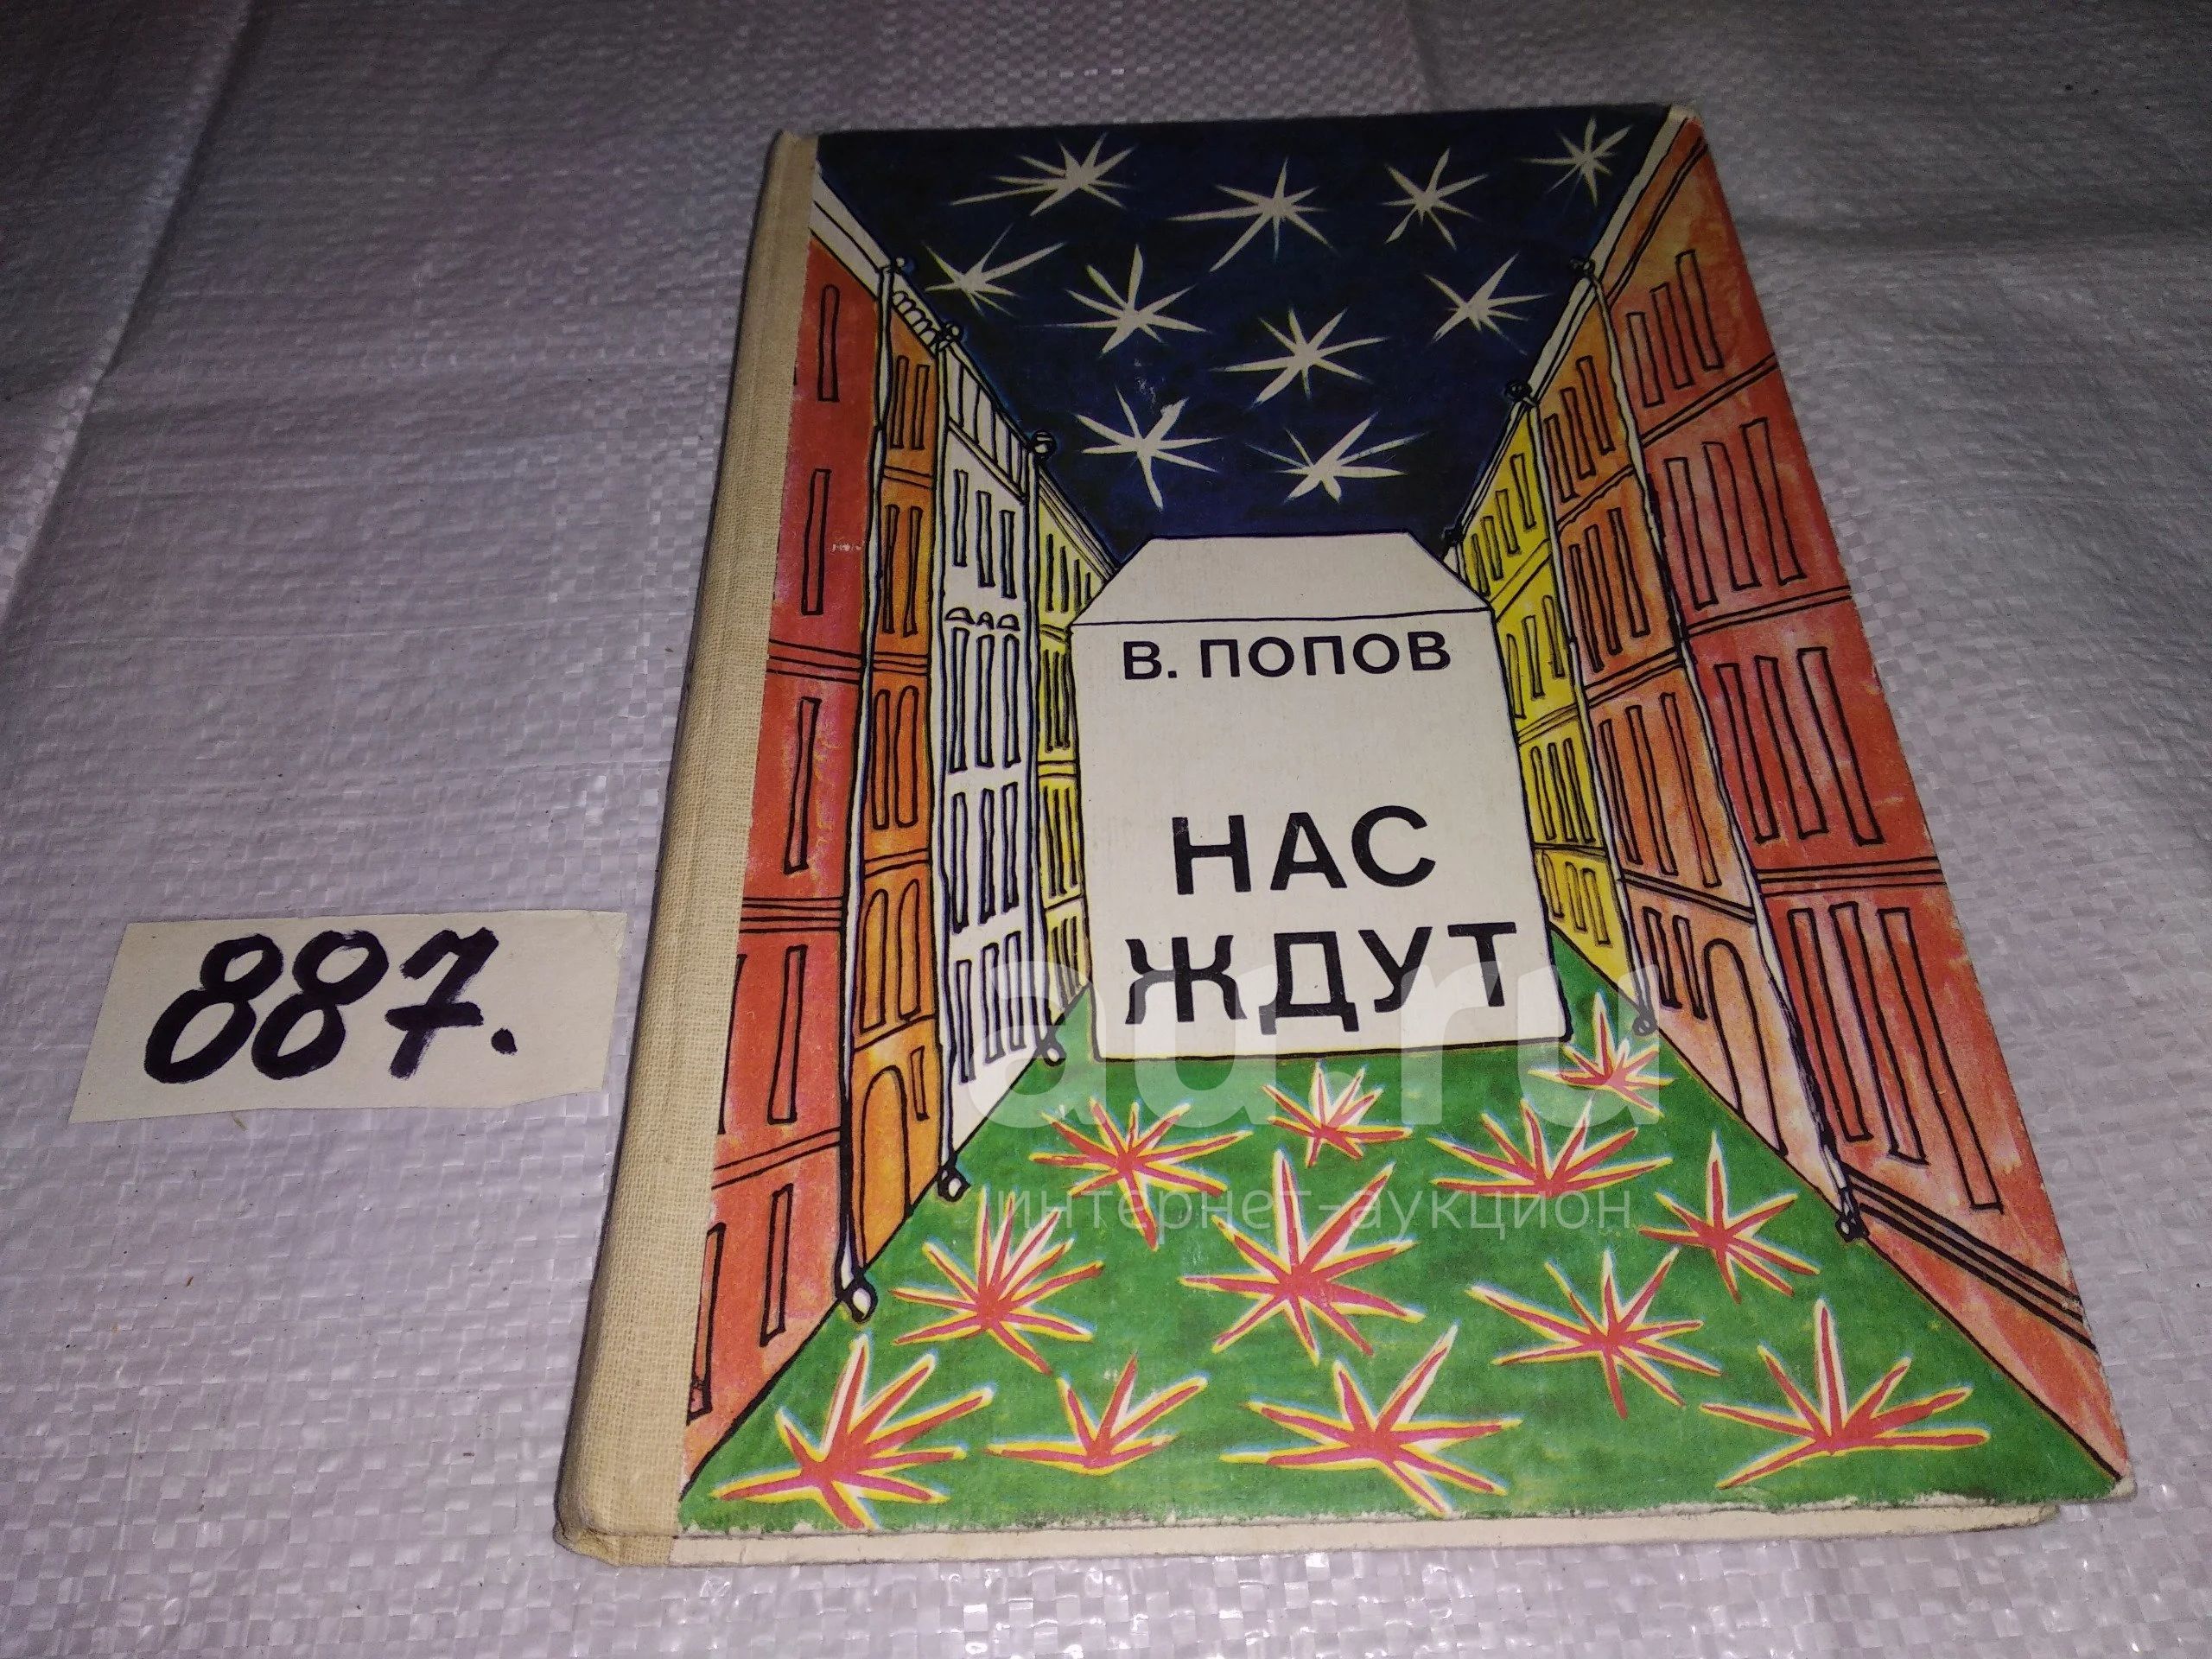 В. ПОПОВ
НАС
ЖДУТ
887.
au.ru
интернет-аукцион